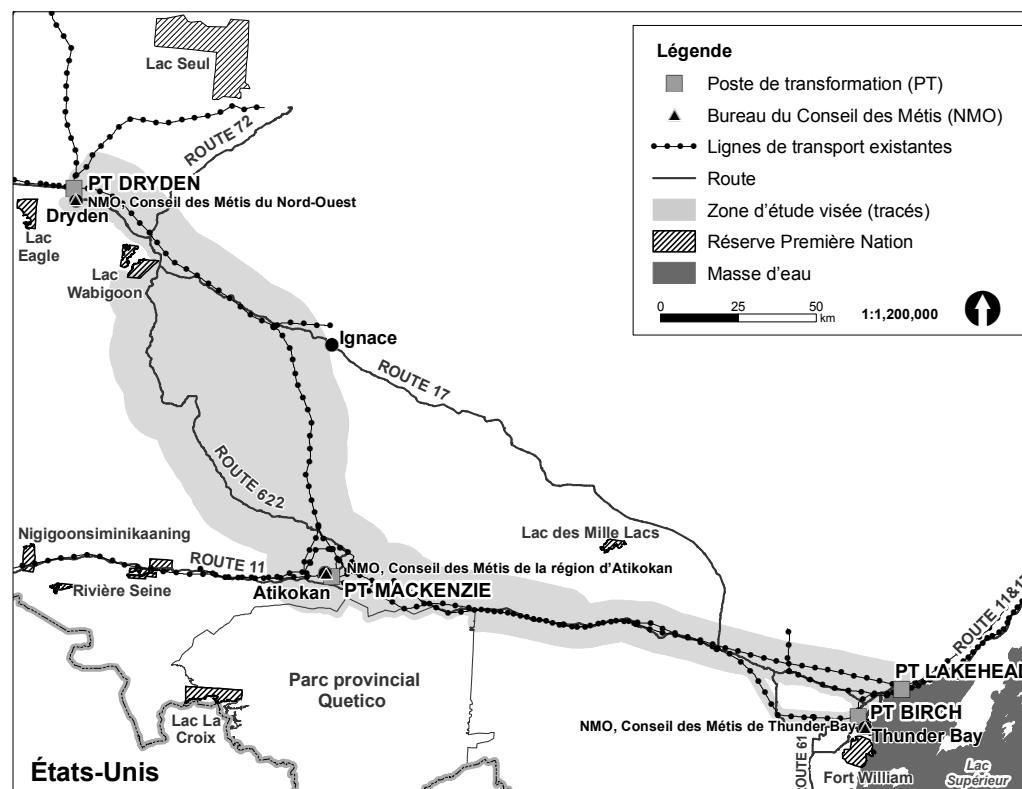 Légende
Poste de transformation (PT)
Bureau du Conseil des Métis (NMO)
Lignes de transport existantes
Route
Zone d'étude visée (tracés)
Réserve Première Nation
Masse d'eau
0 25 50
km
1:1,200,000
Lac Seul
ROUTE 72
PT DRYDEN
NMO, Conseil des Métis du Nord-Ouest
Dryden
Lac
Eagle
Lac
Wabigoon
Ignace
ROUTE 17
ROUTE 622
Nigigoonsiminikaaning
Lac des Mille Lacs
ROUTE 11
NMO, Conseil des Métis de la région d'Atikokan
Rivière Seine
Atikokan
PT MACKENZIE
ROUTE 11&17
PT LAKEHEAD
Parc provincial
Quetico
PT BIRCH
NMO, Conseil des Métis de Thunder Bay
Thunder Bay
Lac La
Croix
ROUTE 61
Fort William
Lac
Supérieur
États-Unis